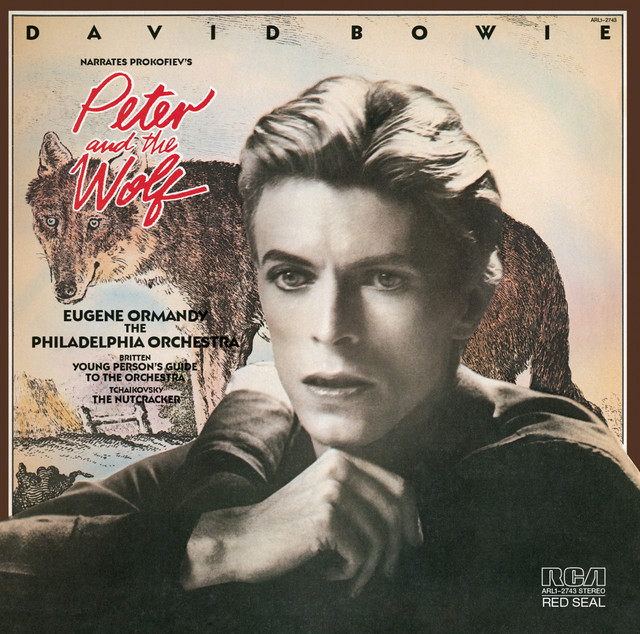 ARL1-2743
DAVID BOWIE
NARRATES PROKOFIEV'S
Peter
and the
Wolf
EUGENE ORMANDY
THE
PHILADELPHIA ORCHESTRA
BRITTEN
YOUNG PERSON'S GUIDE
TO THE ORCHESTRA
TCHAIKOVSKY
THE NUTCRACKER
RCA
ARL1-2743 STEREO
RED SEAL